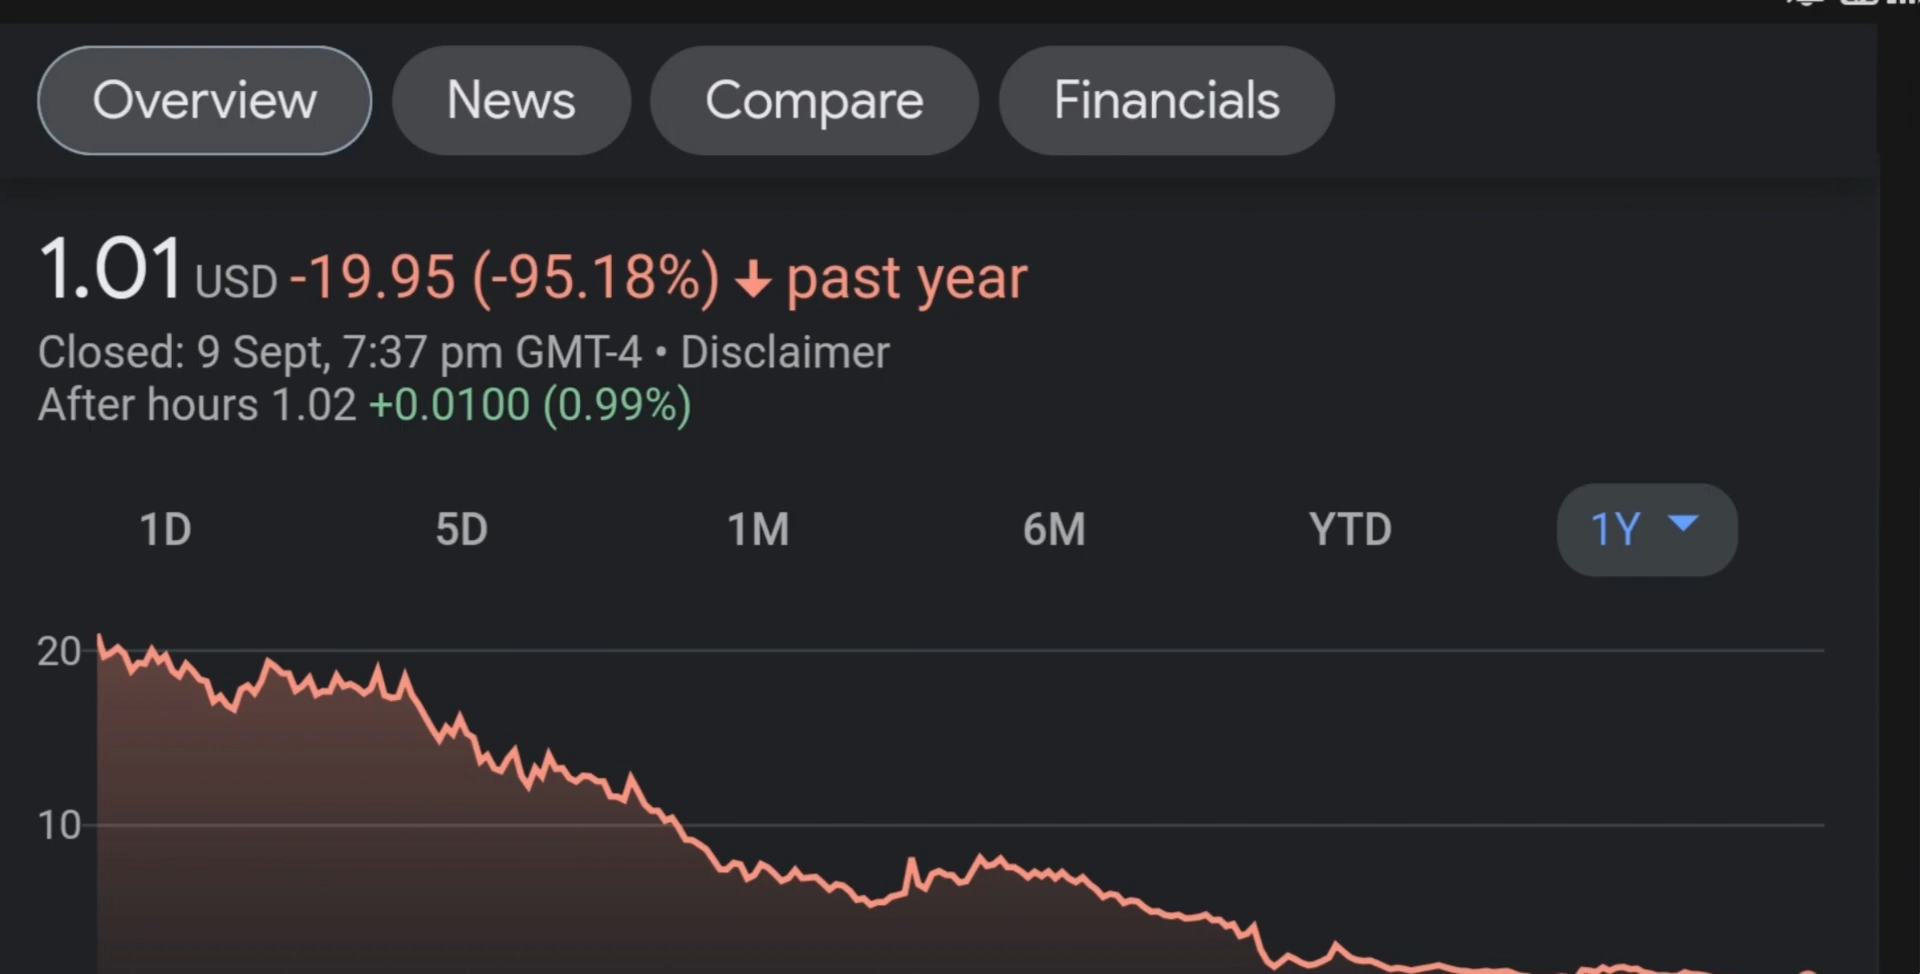 Overview News Compare Financials
1.01 USD -19.95 (-95.18%) ↓ past year
Closed: 9 Sept, 7:37 pm GMT-4 • Disclaimer
After hours 1.02 +0.0100 (0.99%)
1D 5D 1M 6M YTD 1Y
20
10